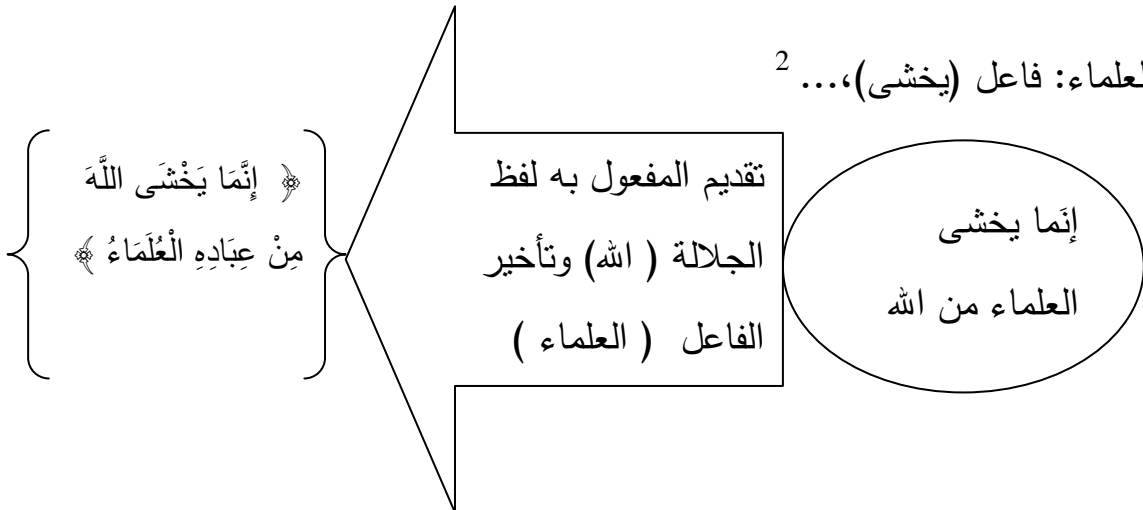 لعلماء: فاعل (يخشى)،... 2
إنَما يخشى
العلماء من الله
تقديم المفعول به لفظ
الجلالة ( الله) وتأخير
الفاعل ( العلماء )
﴿ إِنَّمَا يَخْشَى اللَّهَ
مِنْ عِبَادِهِ الْعُلَمَاءُ ﴾